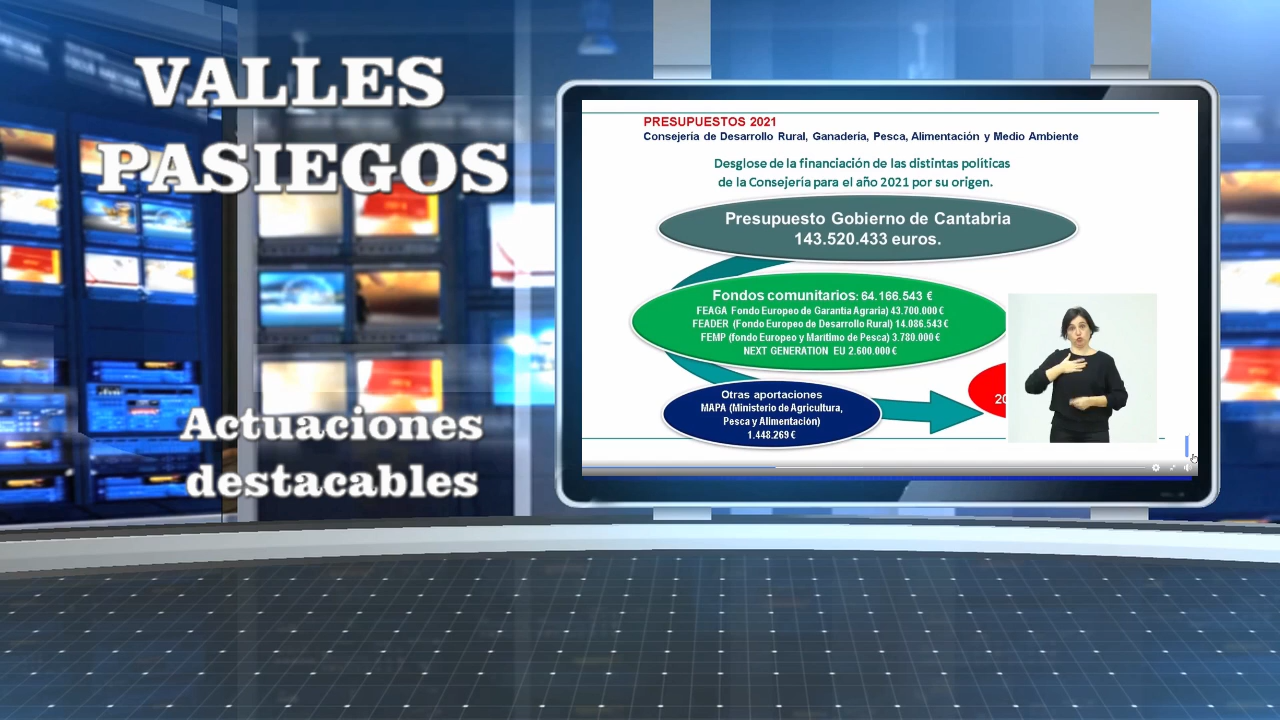 VALLES
PASIEGOS
Actuaciones
destacables
PRESUPUESTOS 2021
Consejería de Desarrollo Rural, Ganadería, Pesca, Alimentación y Medio Ambiente
Desglose de la financiación de las distintas políticas
de la Consejería para el año 2021 por su origen.
Presupuesto Gobierno de Cantabria
143.520.433 euros.
Fondos comunitarios: 64.166.543 €
FEAGA Fondo Europeo de Garantía Agraria) 43.700.000 €
FEADER (Fondo Europeo de Desarrollo Rural) 14.086.543 €
FEMP (fondo Europeo y Marítimo de Pesca) 3.780.000 €
NEXT GENERATION EU 2.600.000 €
Otras aportaciones
MAPA (Ministerio de Agricultura,
Pesca y Alimentación)
1.448.269 €
20